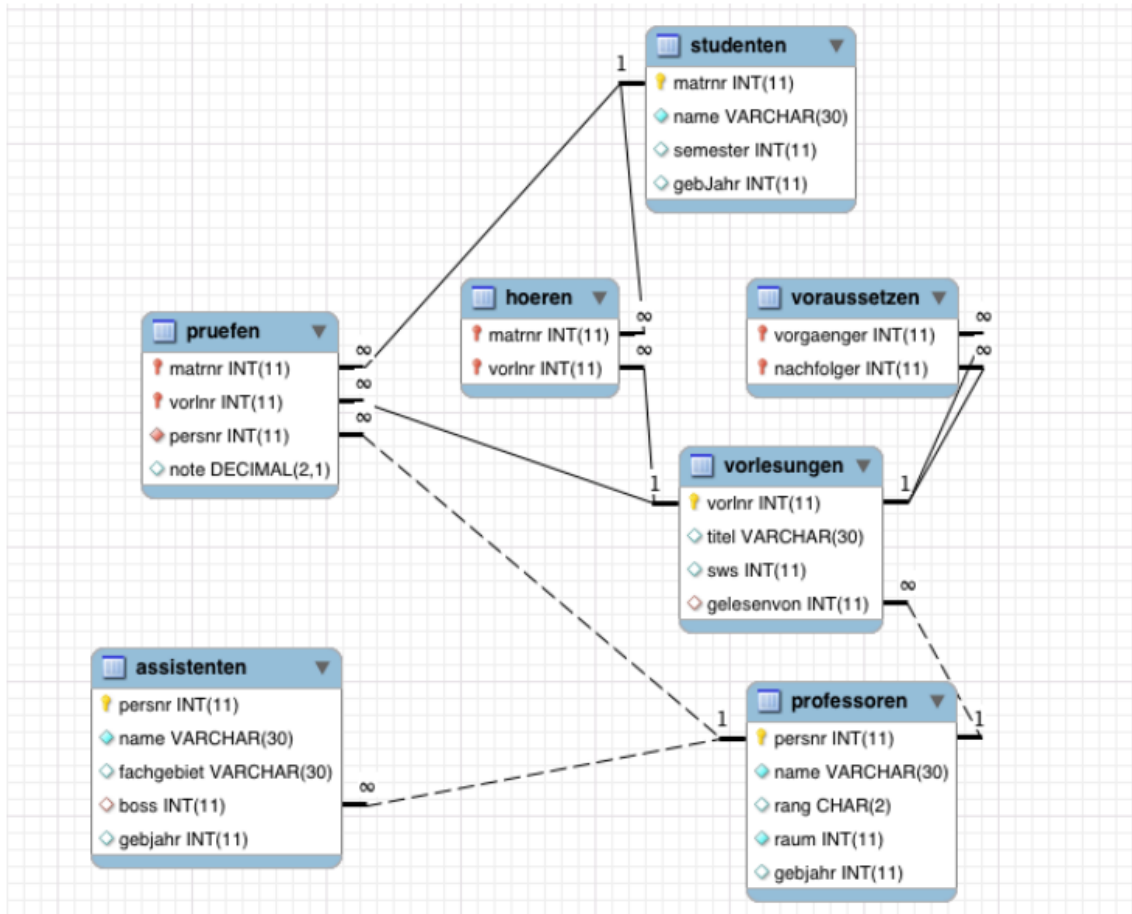 studenten
1
matrnr INT(11)
name VARCHAR(30)
semester INT(11)
gebJahr INT(11)
hoeren
∞
matrnr INT(11)
∞
vorlnr INT(11)
voraussetzen
∞
vorgaenger INT(11)
∞
nachfolger INT(11)
pruefen
∞
matrnr INT(11)
∞
vorlnr INT(11)
∞
persnr INT(11)
note DECIMAL(2,1)
vorlesungen
1
1
vorlnr INT(11)
titel VARCHAR(30)
sws INT(11)
∞
gelesenvon INT(11)
assistenten
persnr INT(11)
name VARCHAR(30)
fachgebiet VARCHAR(30)
∞
boss INT(11)
gebjahr INT(11)
professoren
1
1
persnr INT(11)
name VARCHAR(30)
rang CHAR(2)
raum INT(11)
gebjahr INT(11)